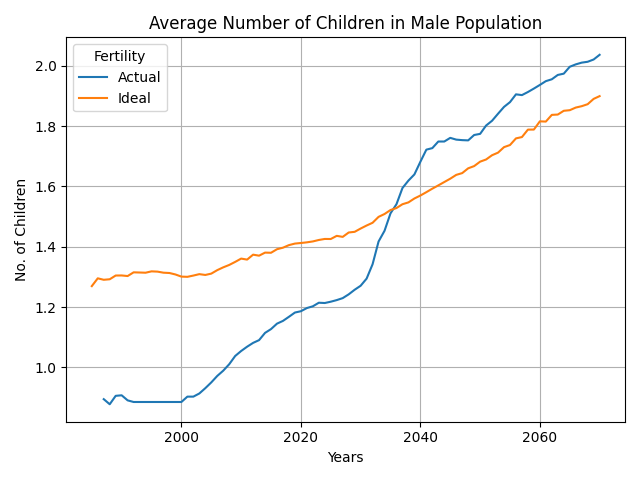 Average Number of Children in Male Population
Fertility
Actual
Ideal
No. of Children
2.0
1.8
1.6
1.4
1.2
1.0
2000 2020 2040 2060
Years